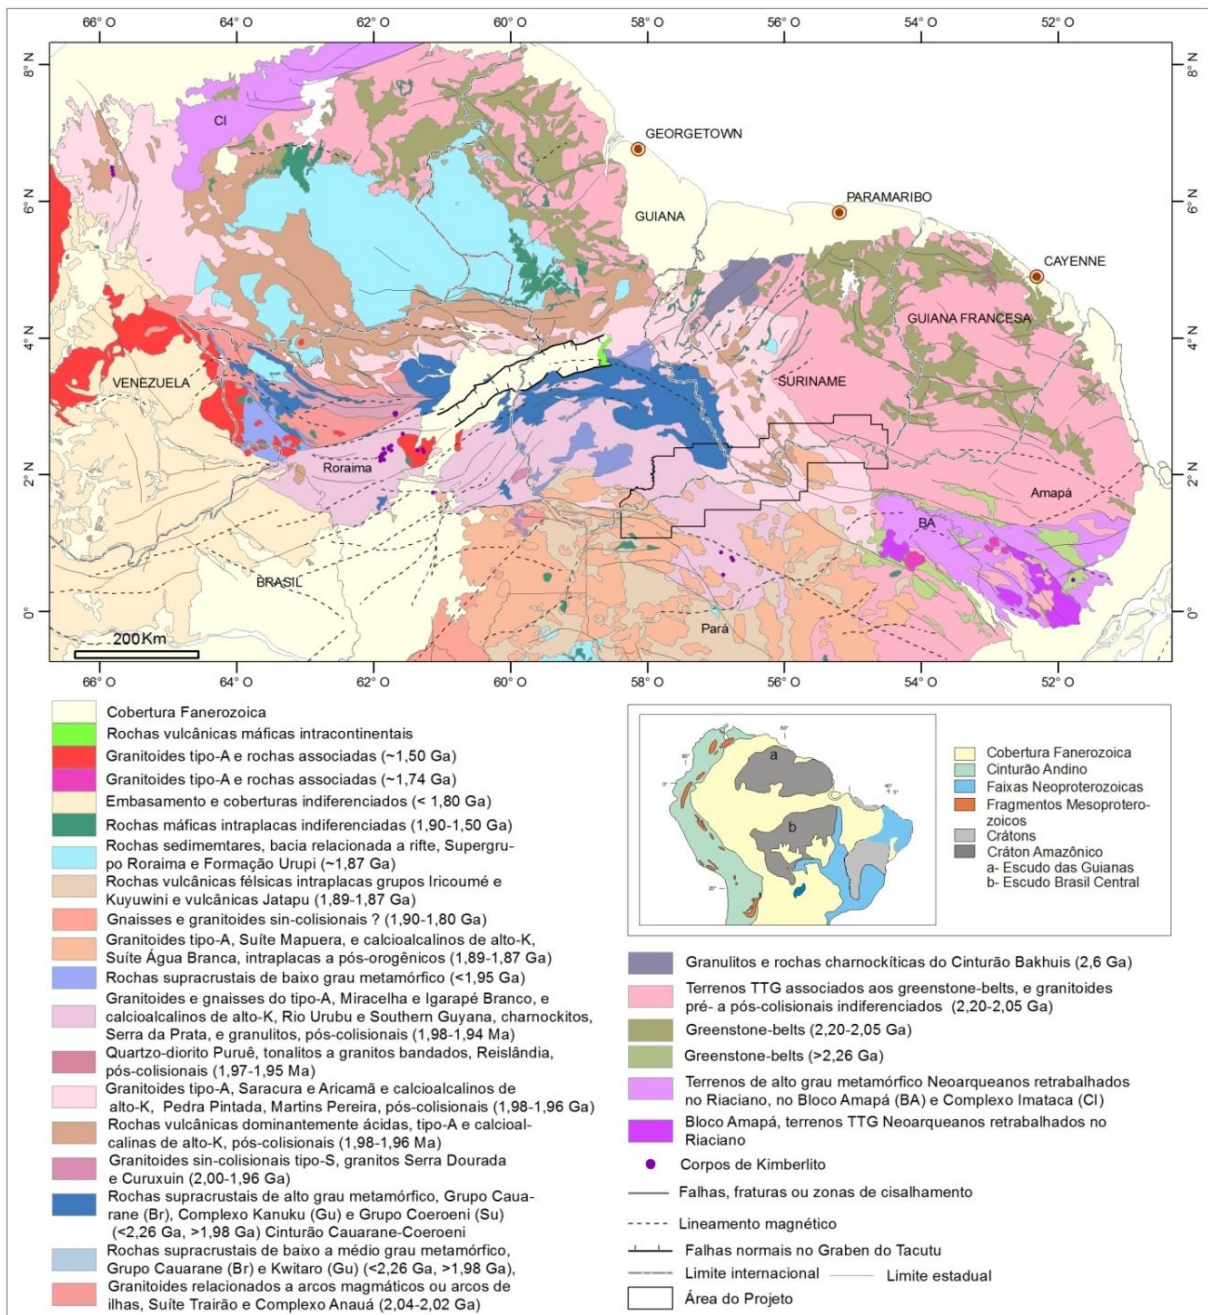 66° O
64° O
62° O
60° O
58° O
56° O
54° O
52° O
8° N
8° N
CI
GEORGETOWN
PARAMARIBO
6° N
6° N
GUIANA
CAYENNE
GUIANA FRANCESA
4° N
4° N
VENEZUELA
SURINAME
Roraima
2° N
2° N
Amapá
BA
BRASIL
0°
0°
Pará
200Km
66° O
64° O
62° O
60° O
58° O
56° O
54° O
52° O
Cobertura Fanerozoica
Rochas vulcânicas máficas intracontinentais
Granitoides tipo-A e rochas associadas (~1,50 Ga)
Granitoides tipo-A e rochas associadas (~1,74 Ga)
Embasamento e coberturas indiferenciados (< 1,80 Ga)
Rochas máficas intraplacas indiferenciadas (1,90-1,50 Ga)
Rochas sedimentares, bacia relacionada a rifte, Supergru-
po Roraima e Formação Urupi (~1,87 Ga)
Rochas vulcânicas félsicas intraplacas grupos Iricoumé e
Kuyuwini e vulcânicas Jatapu (1,89-1,87 Ga)
Gnaisses e granitoides sin-colisionais ? (1,90-1,80 Ga)
Granitoides tipo-A, Suíte Mapuera, e calcioalcalinos de alto-K,
Suíte Água Branca, intraplacas a pós-orogênicos (1,89-1,87 Ga)
Rochas supracrustais de baixo grau metamórfico (<1,95 Ga)
Granitoides e gnaisses do tipo-A, Miracelha e Igarapé Branco, e
calcioalcalinos de alto-K, Rio Urubu e Southern Guyana, charnockitos,
Serra da Prata, e granulitos, pós-colisionais (1,98-1,94 Ma)
Quartzo-diorito Puruê, tonalitos a granitos bandados, Reislândia,
pós-colisionais (1,97-1,95 Ma)
Granitoides tipo-A, Saracura e Aricamã e calcioalcalinos de
alto-K, Pedra Pintada, Martins Pereira, pós-colisionais (1,98-1,96 Ga)
Rochas vulcânicas dominantemente ácidas, tipo-A e calcioal-
calinas de alto-K, pós-colisionais (1,98-1,96 Ma)
Granitoides sin-colisionais tipo-S, granitos Serra Dourada
e Curuxuin (2,00-1,96 Ga)
Rochas supracrustais de alto grau metamórfico, Grupo Caua-
rane (Br), Complexo Kanuku (Gu) e Grupo Coeroeni (Su)
(<2,26 Ga, >1,98 Ga) Cinturão Cauarane-Coeroeni
Rochas supracrustais de baixo a médio grau metamórfico,
Grupo Cauarane (Br) e Kwitaro (Gu) (<2,26 Ga, >1,98 Ga),
Granitoides relacionados a arcos magmáticos ou arcos de
ilhas, Suíte Trairão e Complexo Anauá (2,04-2,02 Ga)
a
b
Cobertura Fanerozoica
Cinturão Andino
Faixas Neoproterozoicas
Fragmentos Mesoprotero-
zoicos
Crátons
Cráton Amazônico
a- Escudo das Guianas
b- Escudo Brasil Central
Granulitos e rochas charnockíticas do Cinturão Bakhuis (2,6 Ga)
Terrenos TTG associados aos greenstone-belts, e granitoides
pré- a pós-colisionais indiferenciados (2,20-2,05 Ga)
Greenstone-belts (2,20-2,05 Ga)
Greenstone-belts (>2,26 Ga)
Terrenos de alto grau metamórfico Neoarqueanos retrabalhados
no Riaciano, no Bloco Amapá (BA) e Complexo Imataca (CI)
Bloco Amapá, terrenos TTG Neoarqueanos retrabalhados no
Riaciano
Corpos de Kimberlito
Falhas, fraturas ou zonas de cisalhamento
Lineamento magnético
Falhas normais no Graben do Tacutu
Limite internacional
Limite estadual
Área do Projeto